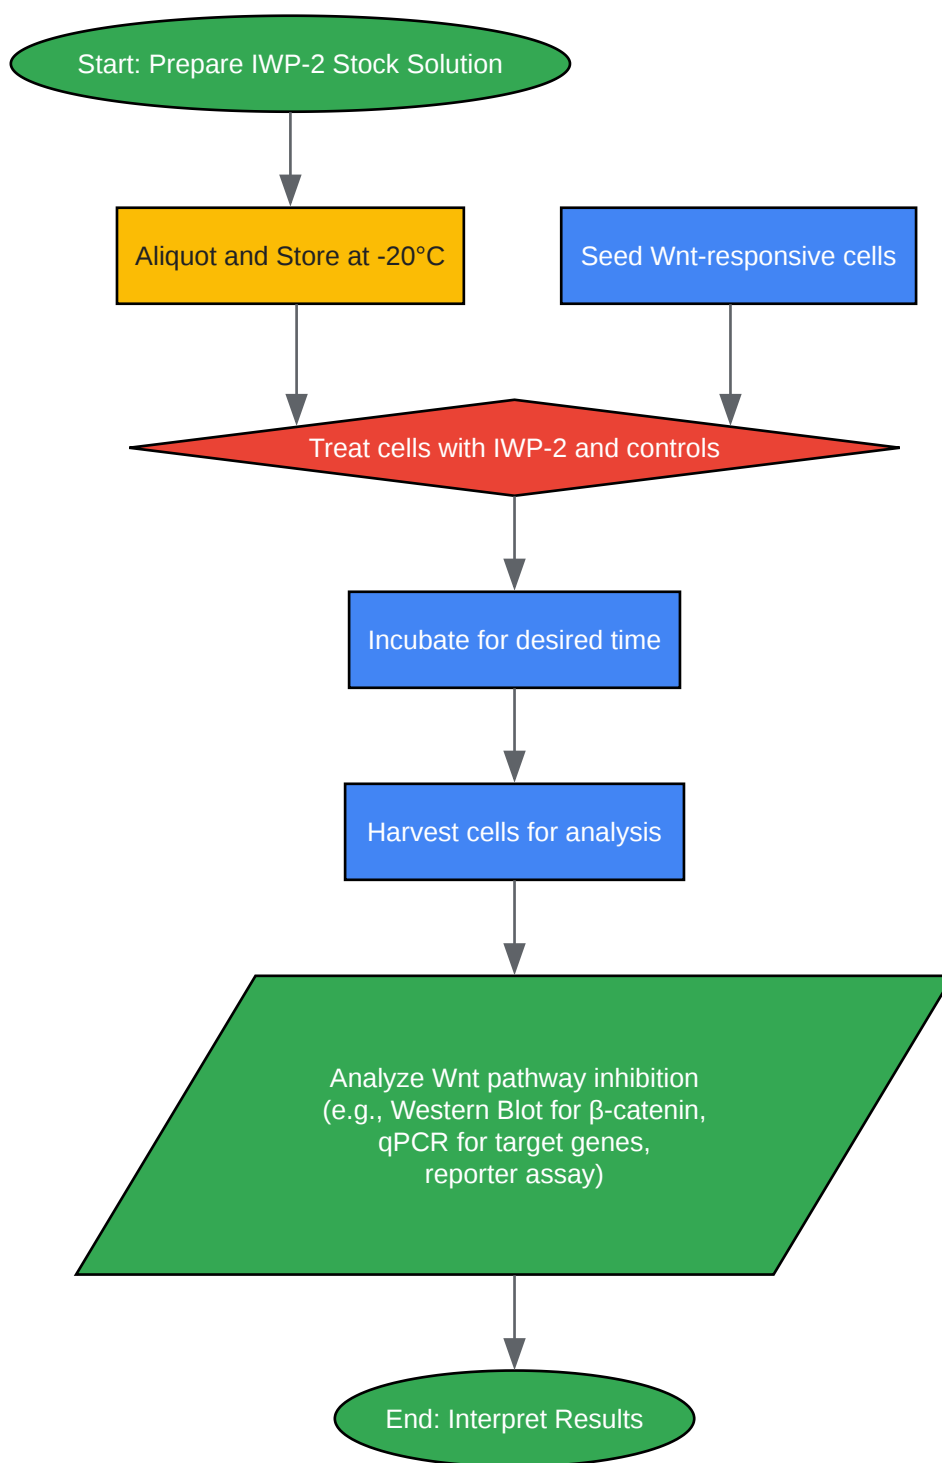 Start: Prepare IWP-2 Stock Solution
Aliquot and Store at -20°C
Seed Wnt-responsive cells
Treat cells with IWP-2 and controls
Incubate for desired time
Harvest cells for analysis
Analyze Wnt pathway inhibition
(e.g., Western Blot for β-catenin,
qPCR for target genes,
reporter assay)
End: Interpret Results